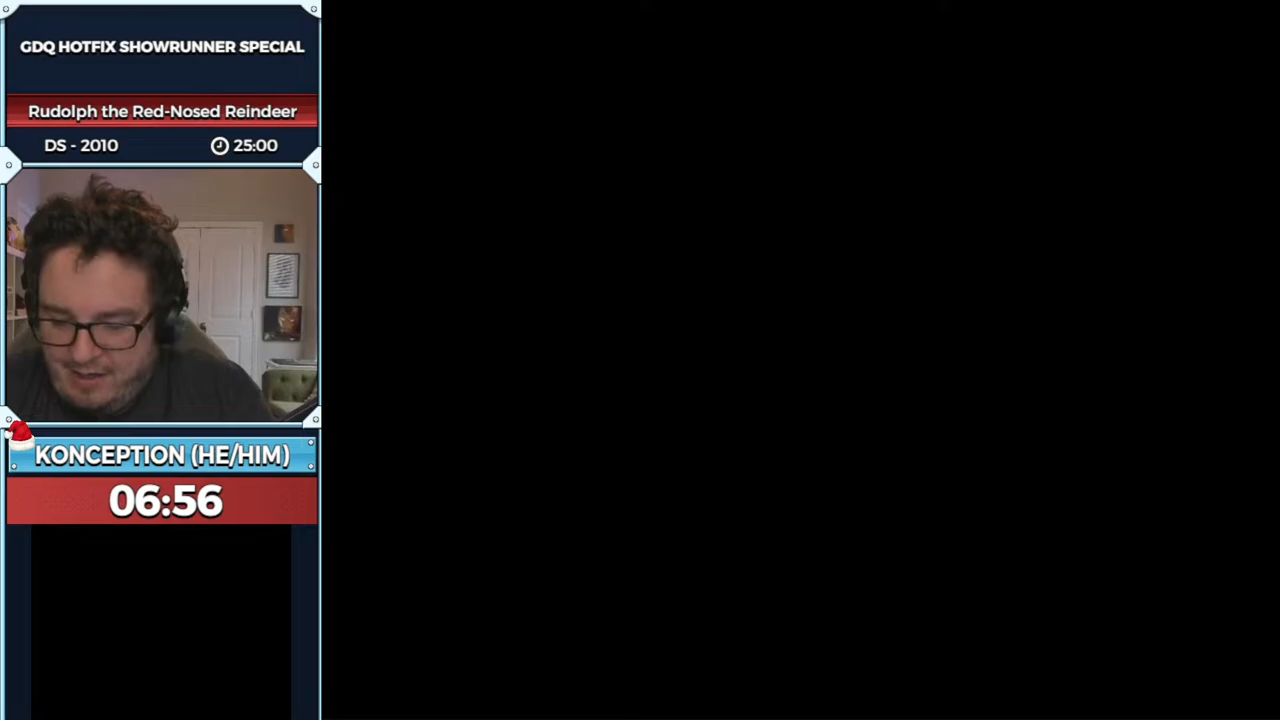 GDQ HOTFIX SHOWRUNNER SPECIAL
Rudolph the Red-Nosed Reindeer
DS - 2010 25:00
KONCEPTION (HE/HIM)
06:56